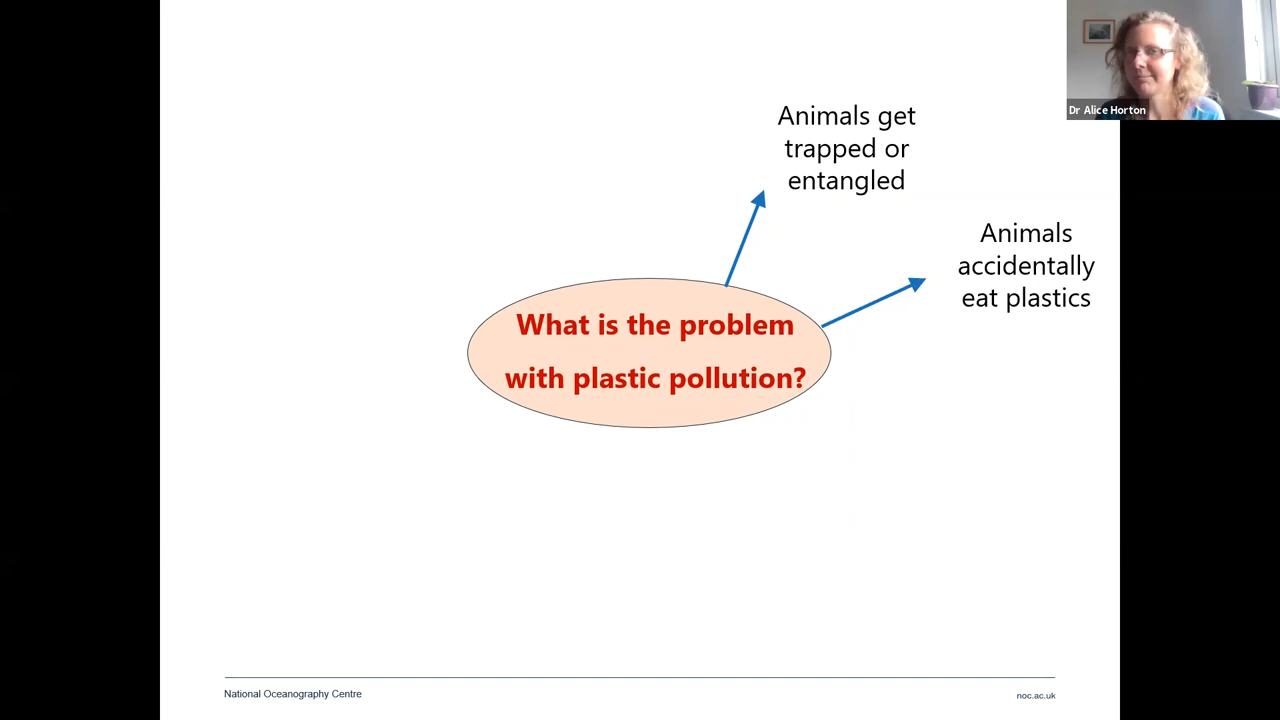 Dr Alice Horton
Animals get
trapped or
entangled
Animals
accidentally
eat plastics
What is the problem
with plastic pollution?
National Oceanography Centre
noc.ac.uk